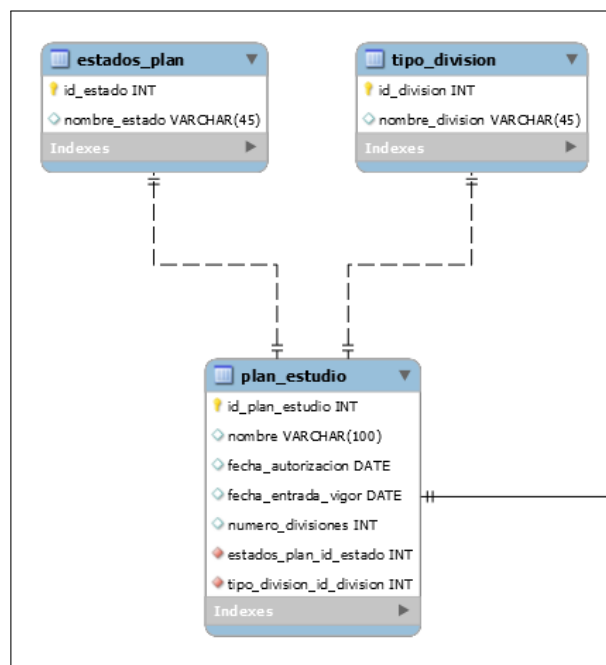 estados_plan
id_estado INT
nombre_estado VARCHAR(45)
Indexes
tipo_division
id_division INT
nombre_division VARCHAR(45)
Indexes
plan_estudio
id_plan_estudio INT
nombre VARCHAR(100)
fecha_autorizacion DATE
fecha_entrada_vigor DATE
numero_divisiones INT
estados_plan_id_estado INT
tipo_division_id_division INT
Indexes